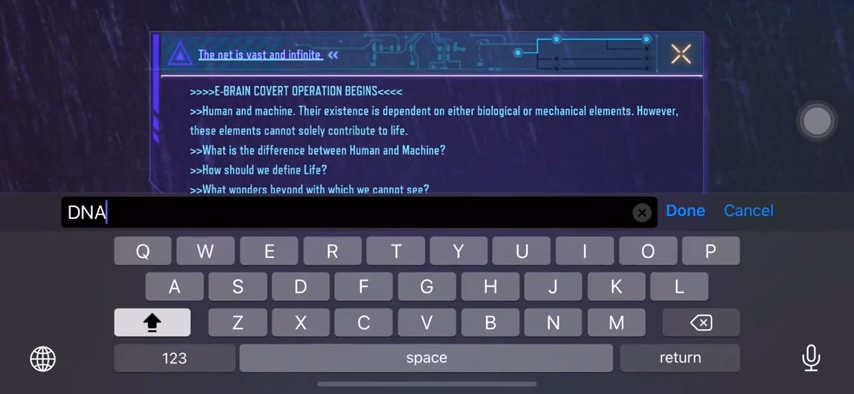 The net is vast and infinite
>>>>E-BRAIN COVERT OPERATION BEGINS<<<<
>>Human and machine. Their existence is dependent on either biological or mechanical elements. However,
these elements cannot solely contribute to life.
>>What is the difference between Human and Machine?
>>How should we define Life?
>>What wonders beyond with which we cannot see?
DNA Done Cancel
Q W E R T Y U I O P
A S D F G H J K L
Z X C V B N M
123 space return